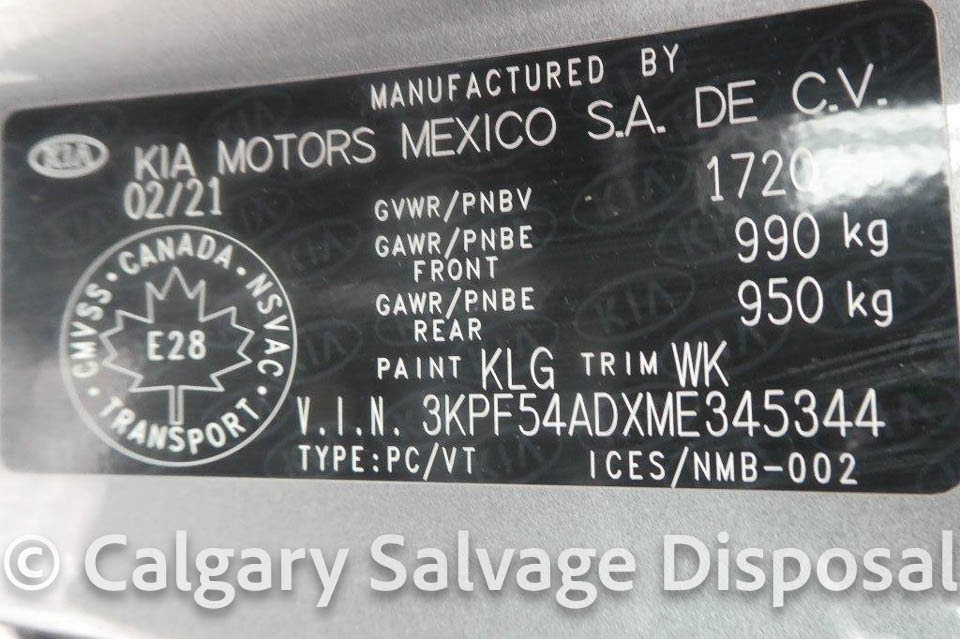 MANUFACTURED BY
KIA
KIA MOTORS MEXICO S.A. DE C.V.
02/21
GVWR/PNBV 1720
GAWR/PNBE 990 kg
FRONT
GAWR/PNBE 950 kg
REAR
PAINT KLG TRIM WK
CMVSS · CANADA · NSVAC · TRANSPORT ·
E28
V.I.N. 3KPF54ADXME345344
TYPE:PC/VT ICES/NMB-002
© Calgary Salvage Disposal